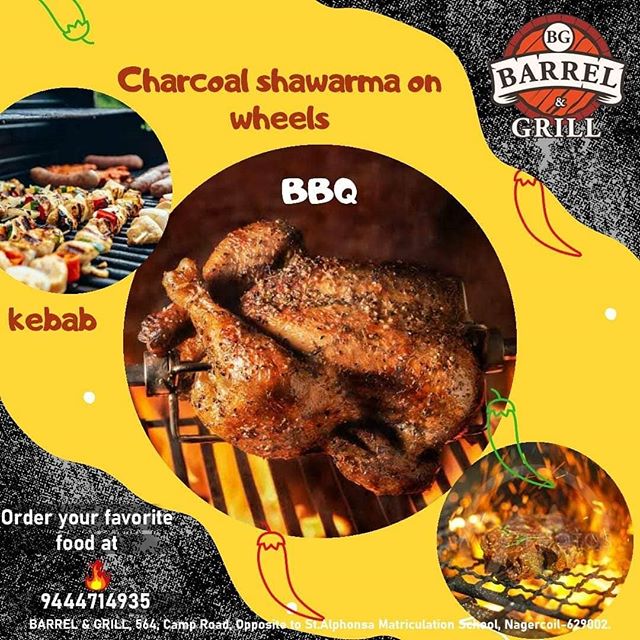 BG
BARREL
&
GRILL
Charcoal shawarma on
wheels
BBQ
kebab
Order your favorite
food at
9444714935
BARREL & GRILL, 564, Camp Road, Opposite to St.Alphonsa Matriculation School, Nagercoil-629002.